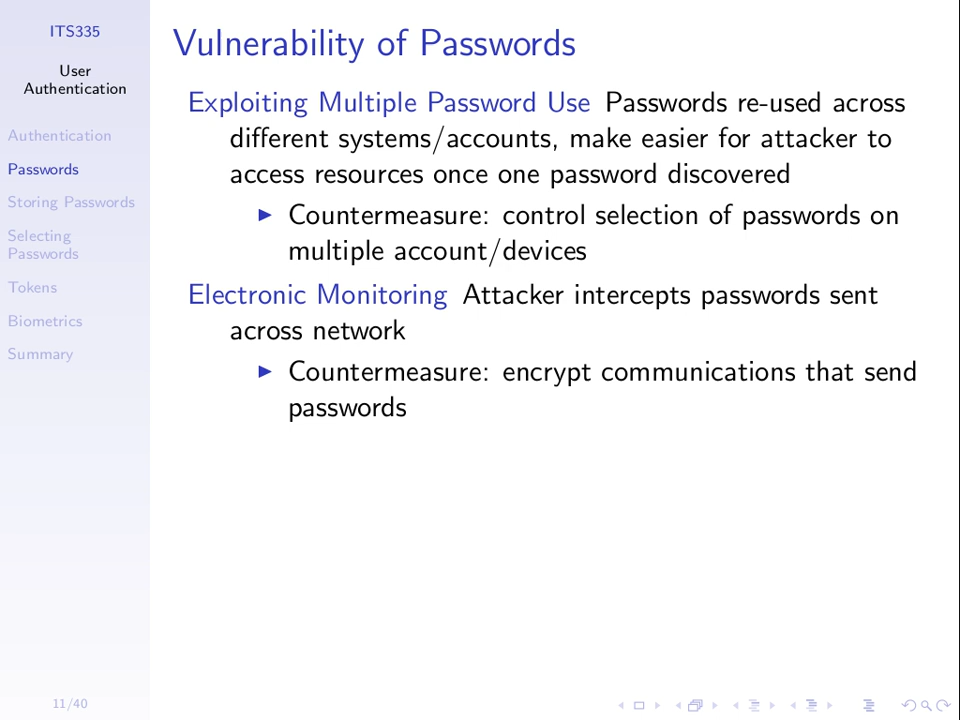 ITS335
User
Authentication
Authentication
Passwords
Storing Passwords
Selecting
Passwords
Tokens
Biometrics
Summary
11/40
Vulnerability of Passwords
Exploiting Multiple Password Use Passwords re-used across
different systems/accounts, make easier for attacker to
access resources once one password discovered
Countermeasure: control selection of passwords on
multiple account/devices
Electronic Monitoring Attacker intercepts passwords sent
across network
Countermeasure: encrypt communications that send
passwords